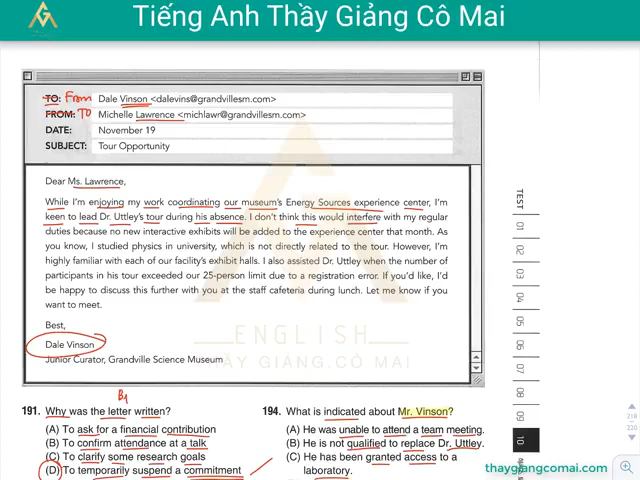 Tiếng Anh Thầy Giảng Cô Mai
TO: From Dale Vinson <dalevins@grandvillesm.com>
FROM: TO Michelle Lawrence <michlawr@grandvillesm.com>
DATE: November 19
SUBJECT: Tour Opportunity
Dear Ms. Lawrence,
While I'm enjoying my work coordinating our museum's Energy Sources experience center, I'm
keen to lead Dr. Uttley's tour during his absence. I don't think this would interfere with my regular
duties because no new interactive exhibits will be added to the experience center that month. As
you know, I studied physics in university, which is not directly related to the tour. However, I'm
highly familiar with each of our facility's exhibit halls. I also assisted Dr. Uttley when the number of
participants in his tour exceeded our 25-person limit due to a registration error. If you'd like, I'd
be happy to discuss this further with you at the staff cafeteria during lunch. Let me know if you
want to meet.
Best,
Dale Vinson
Junior Curator, Grandville Science Museum
ENGLISH
THẦY GIẢNG.CÔ MAI
By
191. Why was the letter written?
(A) To ask for a financial contribution
(B) To confirm attendance at a talk
(C) To clarify some research goals
(D) To temporarily suspend a commitment
194. What is indicated about Mr. Vinson?
(A) He was unable to attend a team meeting.
(B) He is not qualified to replace Dr. Uttley.
(C) He has been granted access to a
laboratory.
TEST
01
02
03
04
05
06
07
08
09
10
218
220
thaygiangcomai.com